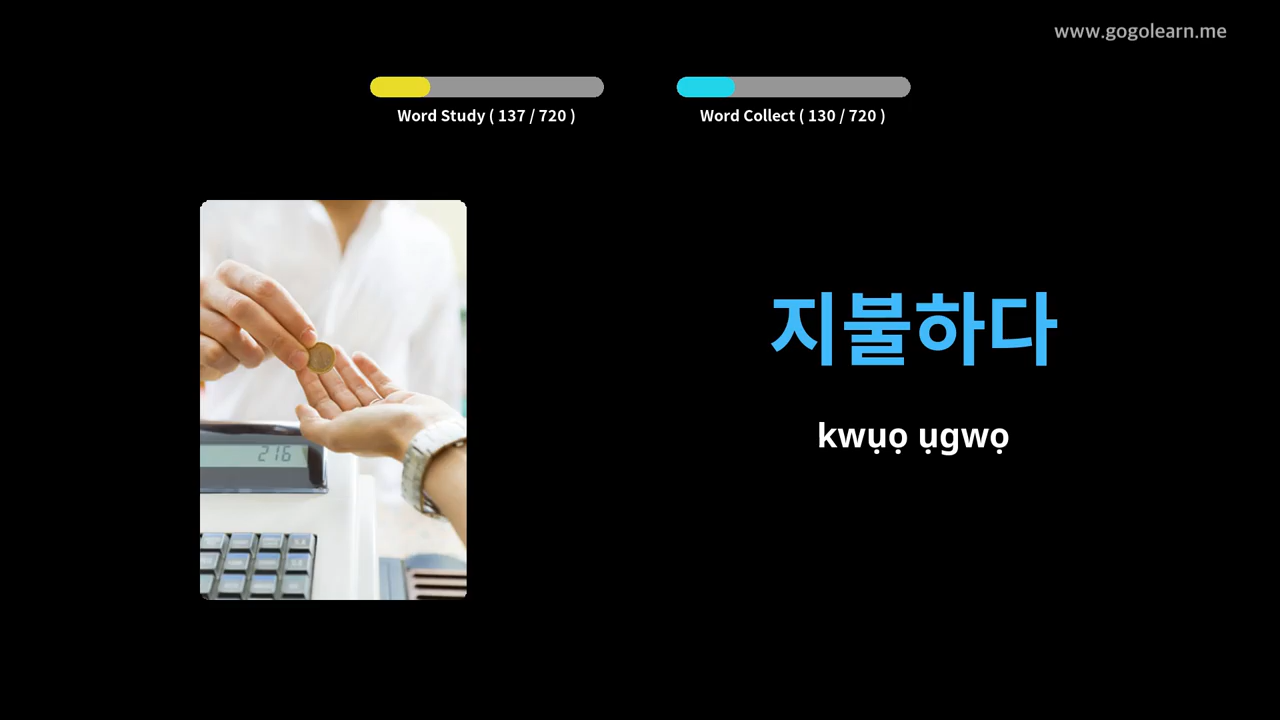 www.gogolearn.me
Word Study ( 137 / 720 )
Word Collect ( 130 / 720 )
216
지불하다
kwụọ ụgwọ